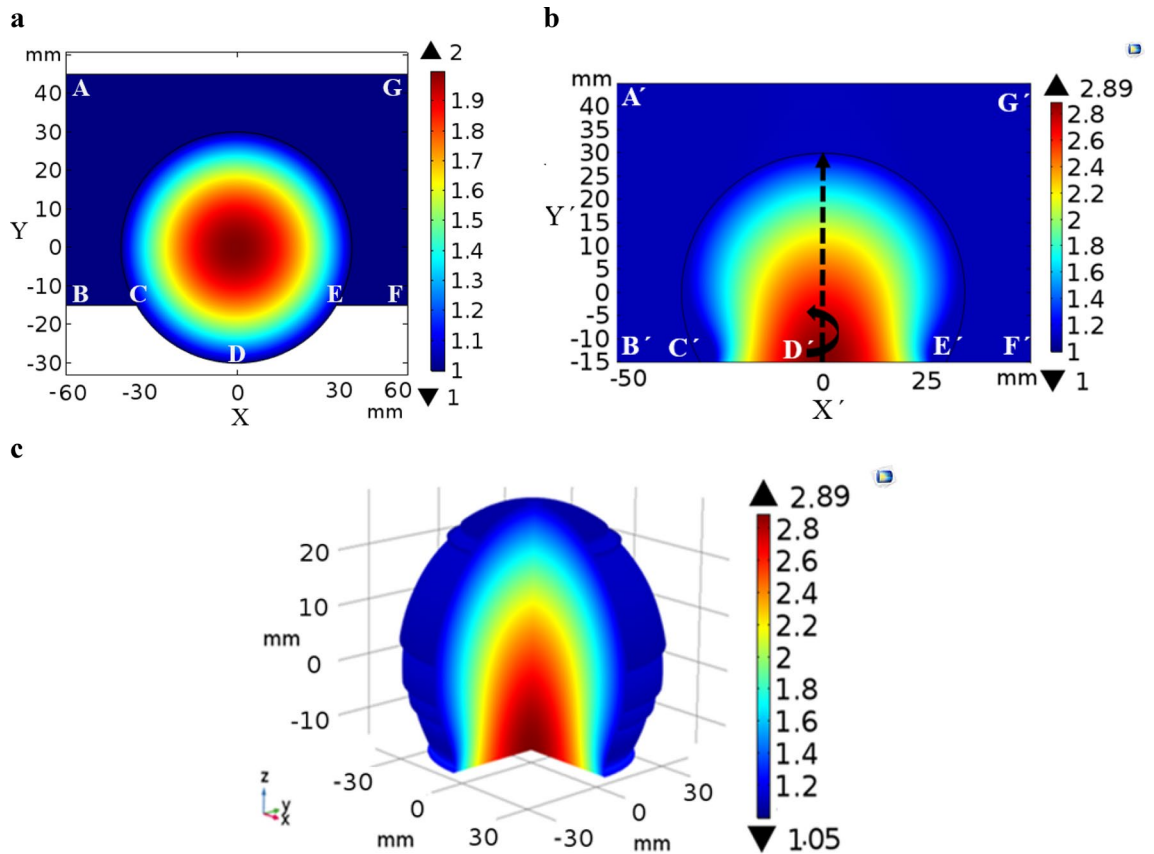 a
mm
40
30
20
10
Y 0
-10
-20
-30
-60 -30 0 30 60
X mm
A G
B C E F
D
2
1.9
1.8
1.7
1.6
1.5
1.4
1.3
1.2
1.1
1
1
b
mm
40
35
30
25
20
Y´ 15
10
5
0
-5
-10
-15
-50 0 25 mm
X´
A´ G´
B´ C´ D´ E´ F´
2.89
2.8
2.6
2.4
2.2
2
1.8
1.6
1.4
1.2
1
1
c
20
10
mm
0
-10
-30
0
mm 30
-30
0
mm
30
z
y
x
2.89
2.8
2.6
2.4
2.2
2
1.8
1.6
1.4
1.2
1.05